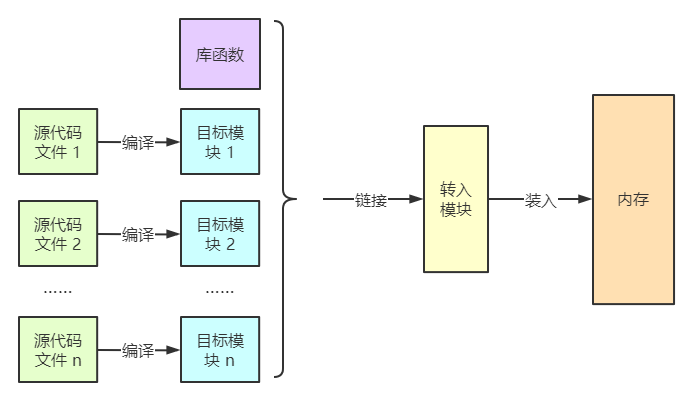 库函数
源代码
文件 1
编译
目标模
块 1
源代码
文件 2
编译
目标模
块 2
......
......
源代码
文件 n
编译
目标模
块 n
链接
转入
模块
装入
内存